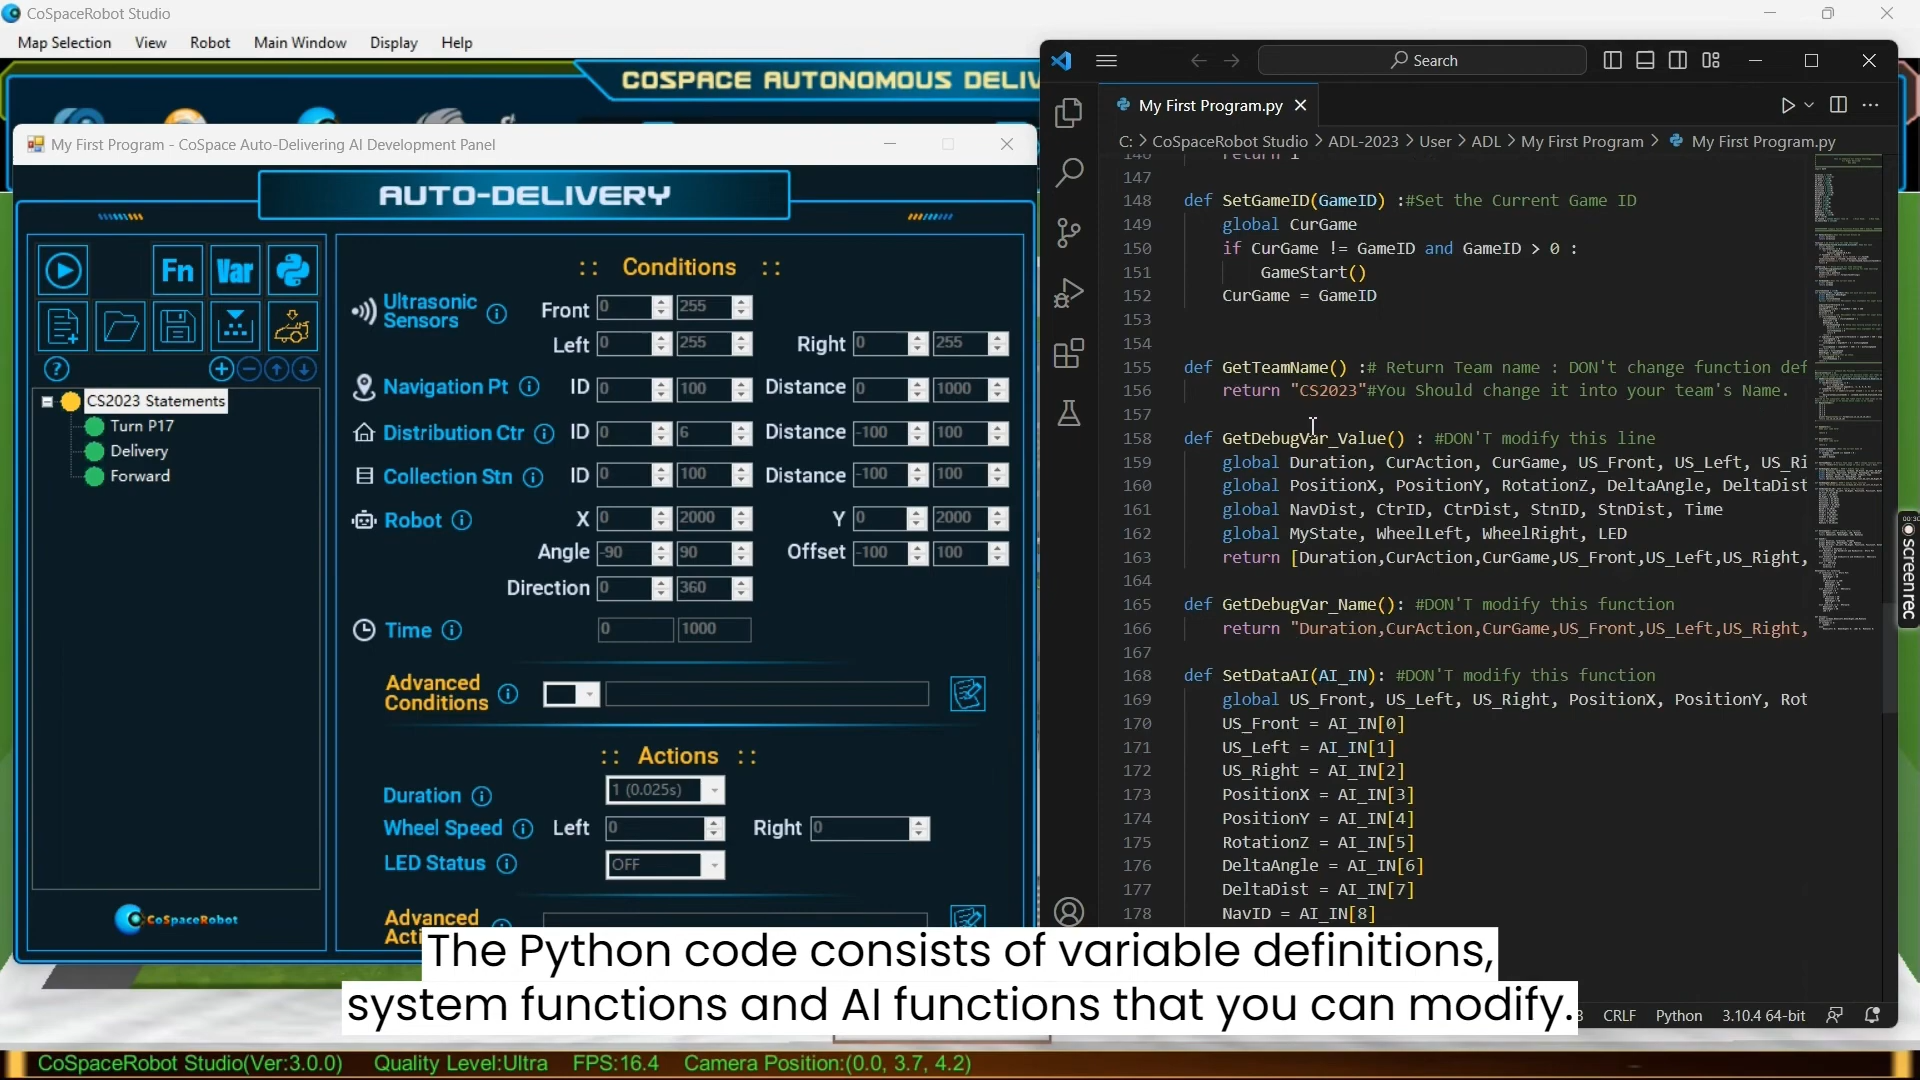 CoSpaceRobot Studio
Map Selection View Robot Main Window Display Help
COSPACE AUTONOMOUS DELIV
My First Program - CoSpace Auto-Delivering AI Development Panel
AUTO-DELIVERY
Fn Var
CS2023 Statements
Turn P17
Delivery
Forward
CoSpaceRobot
:: Conditions ::
Ultrasonic Sensors Front 0 255
Left 0 255 Right 0 255
Navigation Pt ID 0 100 Distance 0 1000
Distribution Ctr ID 0 6 Distance -100 100
Collection Stn ID 0 100 Distance -100 100
Robot X 0 2000 Y 0 2000
Angle -90 90 Offset -100 100
Direction 0 360
Time 0 1000
Advanced
Conditions
:: Actions ::
Duration 1 (0.025s)
Wheel Speed Left 0 Right 0
LED Status OFF
Advanced
Search
My First Program.py
C: > CoSpaceRobot Studio > ADL-2023 > User > ADL > My First Program > My First Program.py
146 return 1
147
148 def SetGameID(GameID) :#Set the Current Game ID
149 global CurGame
150 if CurGame != GameID and GameID > 0 :
151 GameStart()
152 CurGame = GameID
153
154
155 def GetTeamName() :# Return Team name : DON't change function def
156 return "CS2023"#You Should change it into your team's Name.
157
158 def GetDebugVar_Value() : #DON'T modify this line
159 global Duration, CurAction, CurGame, US_Front, US_Left, US_Ri
160 global PositionX, PositionY, RotationZ, DeltaAngle, DeltaDist
161 global NavDist, CtrID, CtrDist, StnID, StnDist, Time
162 global MyState, WheelLeft, WheelRight, LED
163 return [Duration,CurAction,CurGame,US_Front,US_Left,US_Right,
164
165 def GetDebugVar_Name(): #DON'T modify this function
166 return "Duration,CurAction,CurGame,US_Front,US_Left,US_Right,
167
168 def SetDataAI(AI_IN): #DON'T modify this function
169 global US_Front, US_Left, US_Right, PositionX, PositionY, Rot
170 US_Front = AI_IN[0]
171 US_Left = AI_IN[1]
172 US_Right = AI_IN[2]
173 PositionX = AI_IN[3]
174 PositionY = AI_IN[4]
175 RotationZ = AI_IN[5]
176 DeltaAngle = AI_IN[6]
177 DeltaDist = AI_IN[7]
178 NavID = AI_IN[8]
CRLF Python 3.10.4 64-bit
screenrec
The Python code consists of variable definitions,
system functions and AI functions that you can modify.
CoSpaceRobot Studio(Ver:3.0.0) Quality Level:Ultra FPS:16.4 Camera Position:(0.0, 3.7, 4.2)